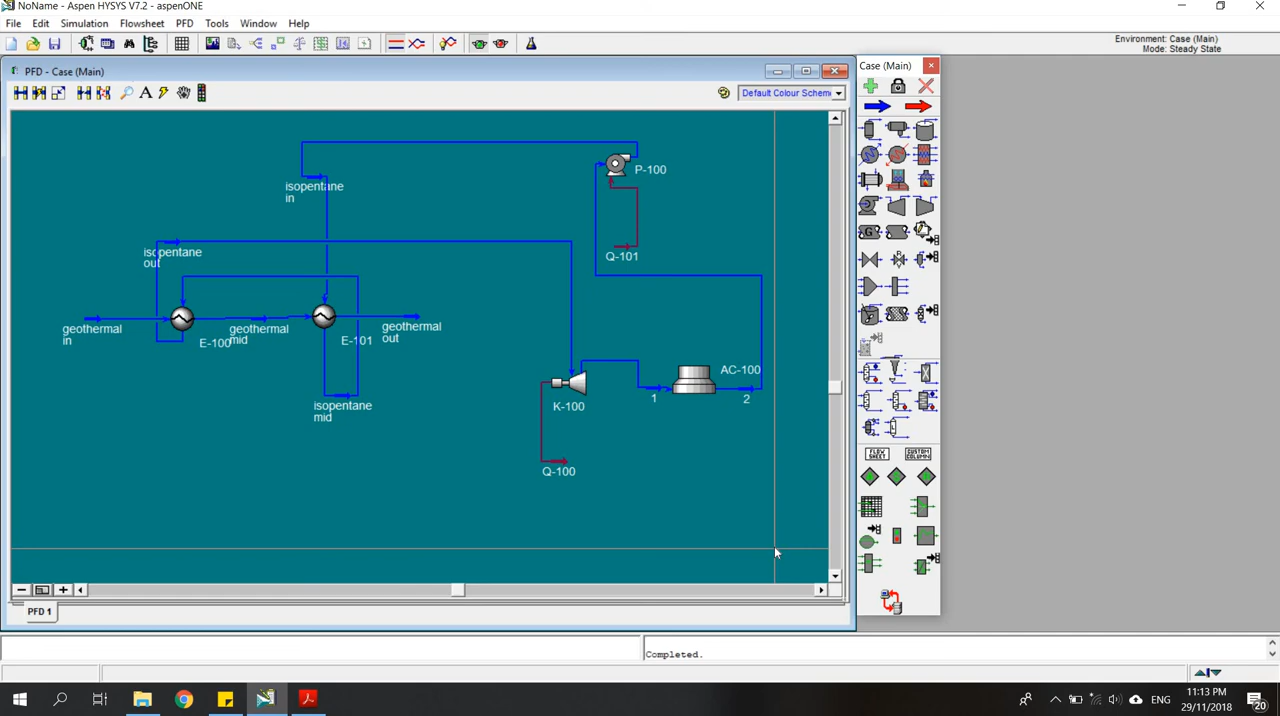 NoName - Aspen HYSYS V7.2 - aspenONE
File Edit Simulation Flowsheet PFD Tools Window Help
Environment: Case (Main)
Mode: Steady State
PFD - Case (Main)
Case (Main)
A
Default Colour Scheme
P-100
isopentane
in
Q-101
isopentane
out
geothermal
in
E-100
geothermal
mid
E-101
geothermal
out
AC-100
isopentane
mid
K-100
1
2
Q-100
FLOW
SHEET
CUSTOM
COLUMN
PFD 1
Completed.
ENG
11:13 PM
29/11/2018
20